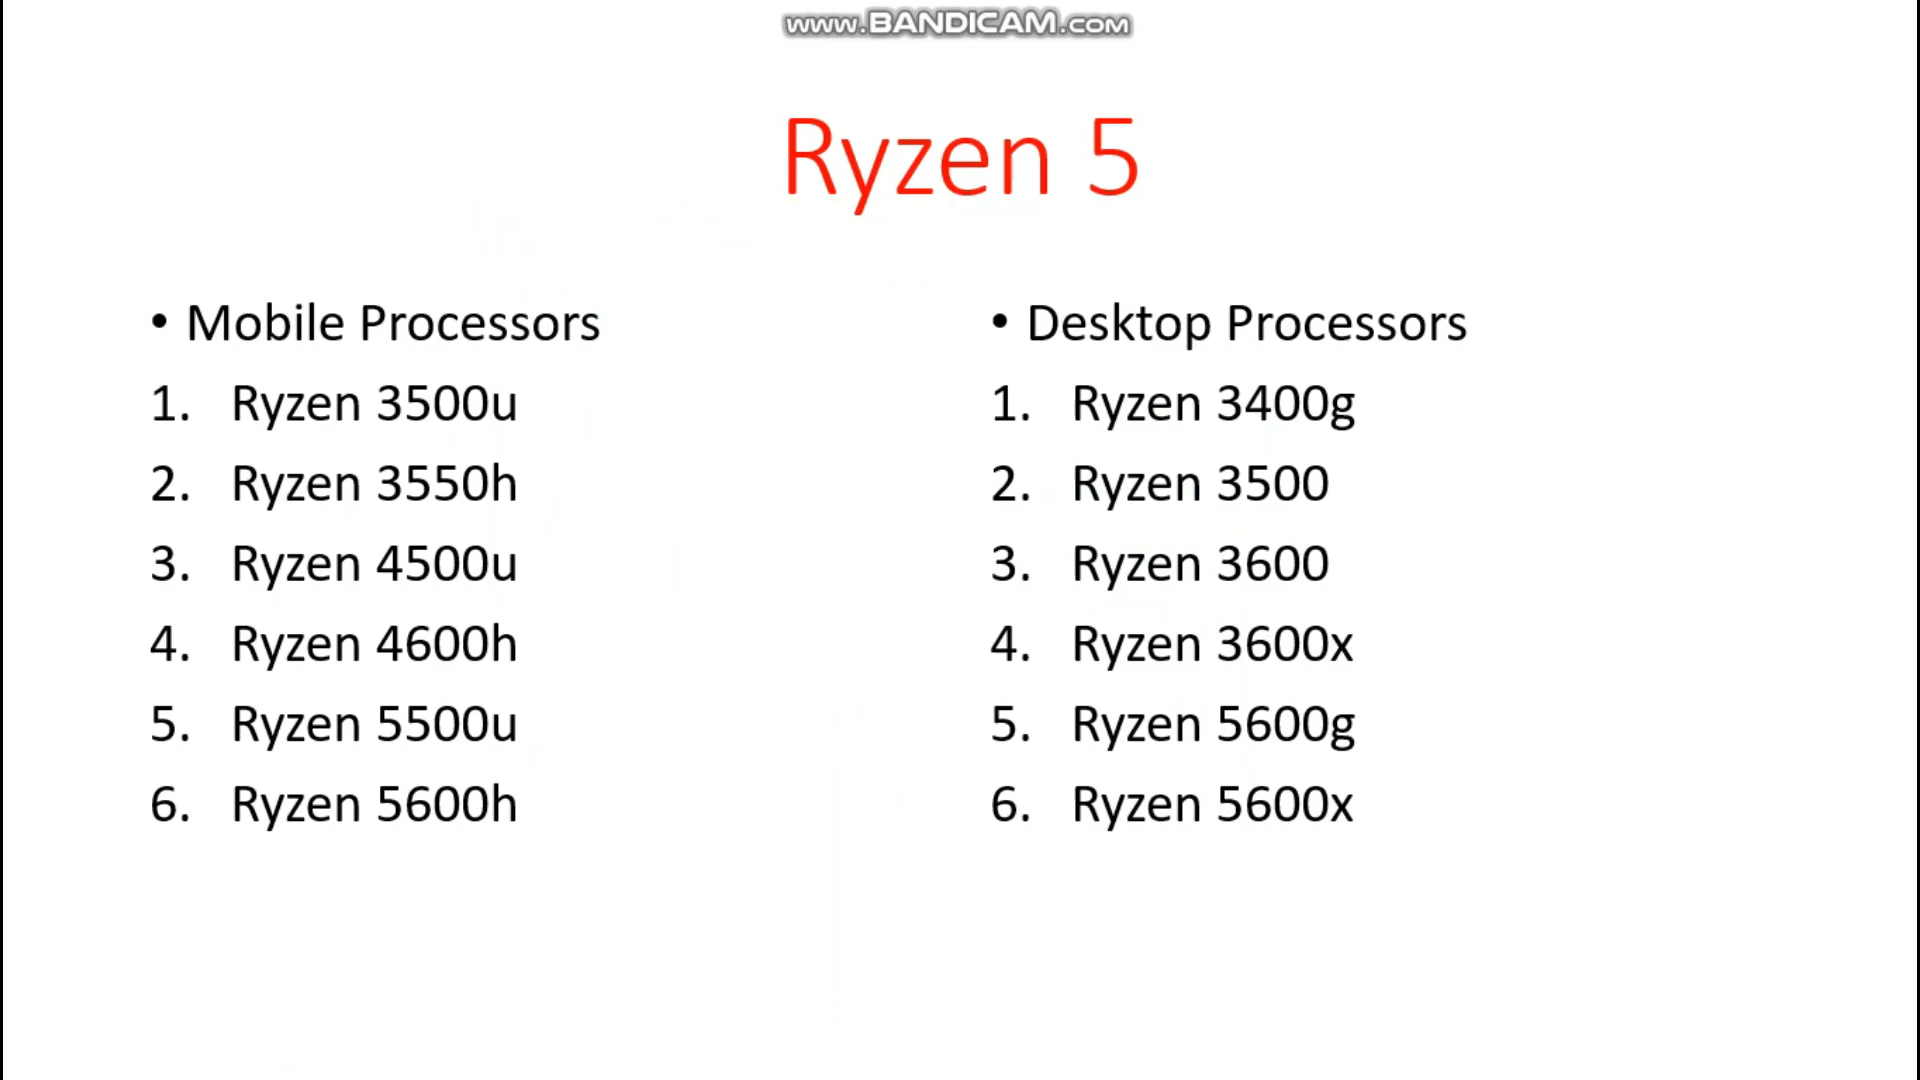 www.BANDICAM.com
Ryzen 5
• Mobile Processors
1. Ryzen 3500u
2. Ryzen 3550h
3. Ryzen 4500u
4. Ryzen 4600h
5. Ryzen 5500u
6. Ryzen 5600h
• Desktop Processors
1. Ryzen 3400g
2. Ryzen 3500
3. Ryzen 3600
4. Ryzen 3600x
5. Ryzen 5600g
6. Ryzen 5600x